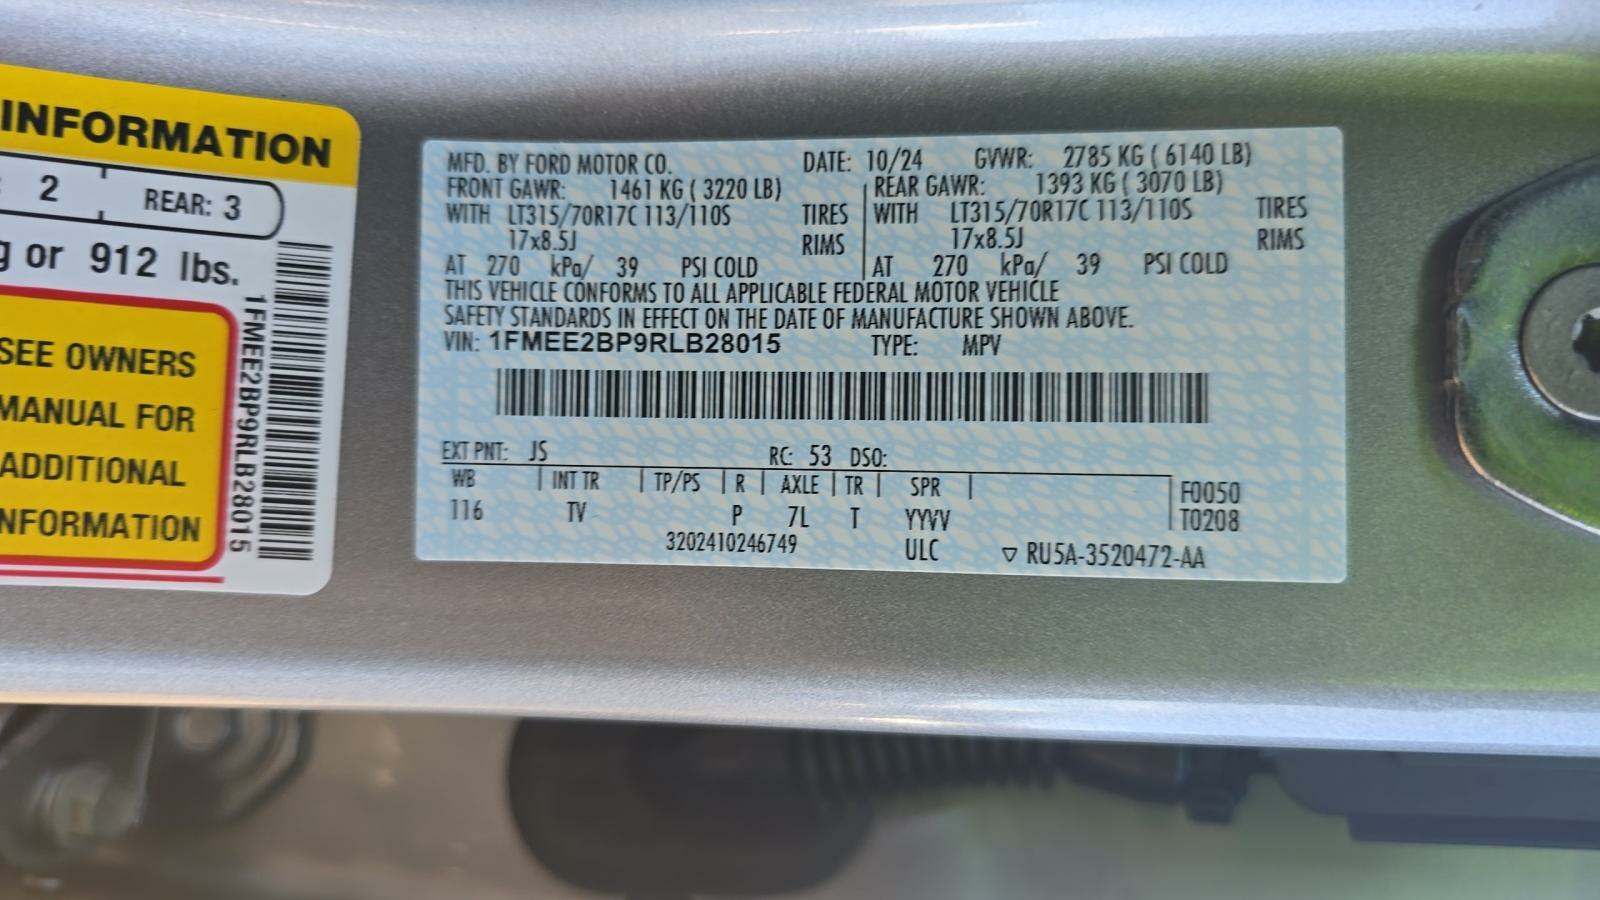 INFORMATION
2 REAR: 3
g or 912 lbs.
SEE OWNERS
MANUAL FOR
ADDITIONAL
INFORMATION
1FMEE2BP9RLB28015
MFD. BY FORD MOTOR CO. DATE: 10/24 GVWR: 2785 KG ( 6140 LB)
FRONT GAWR: 1461 KG ( 3220 LB) REAR GAWR: 1393 KG ( 3070 LB)
WITH LT315/70R17C 113/110S TIRES WITH LT315/70R17C 113/110S TIRES
17x8.5J RIMS 17x8.5J RIMS
AT 270 kPa/ 39 PSI COLD AT 270 kPa/ 39 PSI COLD
THIS VEHICLE CONFORMS TO ALL APPLICABLE FEDERAL MOTOR VEHICLE
SAFETY STANDARDS IN EFFECT ON THE DATE OF MANUFACTURE SHOWN ABOVE.
VIN: 1FMEE2BP9RLB28015 TYPE: MPV
EXT PNT: JS RC: 53 DSO:
WB INT TR TP/PS R AXLE TR SPR F0050
116 TV P 7L T YYVV T0208
3202410246749 ULC ▽ RU5A-3520472-AA